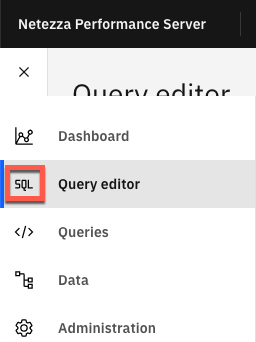 Netezza Performance Server
Query editor
Dashboard
SQL Query editor
Queries
Data
Administration